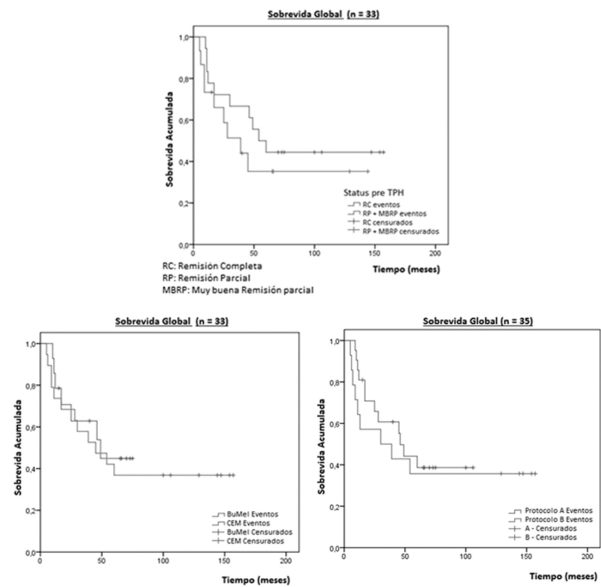 Sobrevida Global (n = 33)
Sobrevida Acumulada
1,0
0,8
0,6
0,4
0,2
0,0
Status pre TPH
RC eventos
RP + MBRP eventos
RC censurados
RP + MBRP censurados
0 50 100 150 200
Tiempo (meses)
RC: Remisión Completa
RP: Remisión Parcial
MBRP: Muy buena Remisión parcial
Sobrevida Global (n = 33)
Sobrevida Acumulada
1,0
0,8
0,6
0,4
0,2
0,0
BuMel Eventos
CEM Eventos
BuMel Censurados
CEM Censurados
0 50 100 150 200
Tiempo (meses)
Sobrevida Global (n = 35)
Sobrevida Acumulada
1,0
0,8
0,6
0,4
0,2
0,0
Protocolo A Eventos
Protocolo B Eventos
A - Censurados
B - Censurados
0 50 100 150 200
Tiempo (meses)